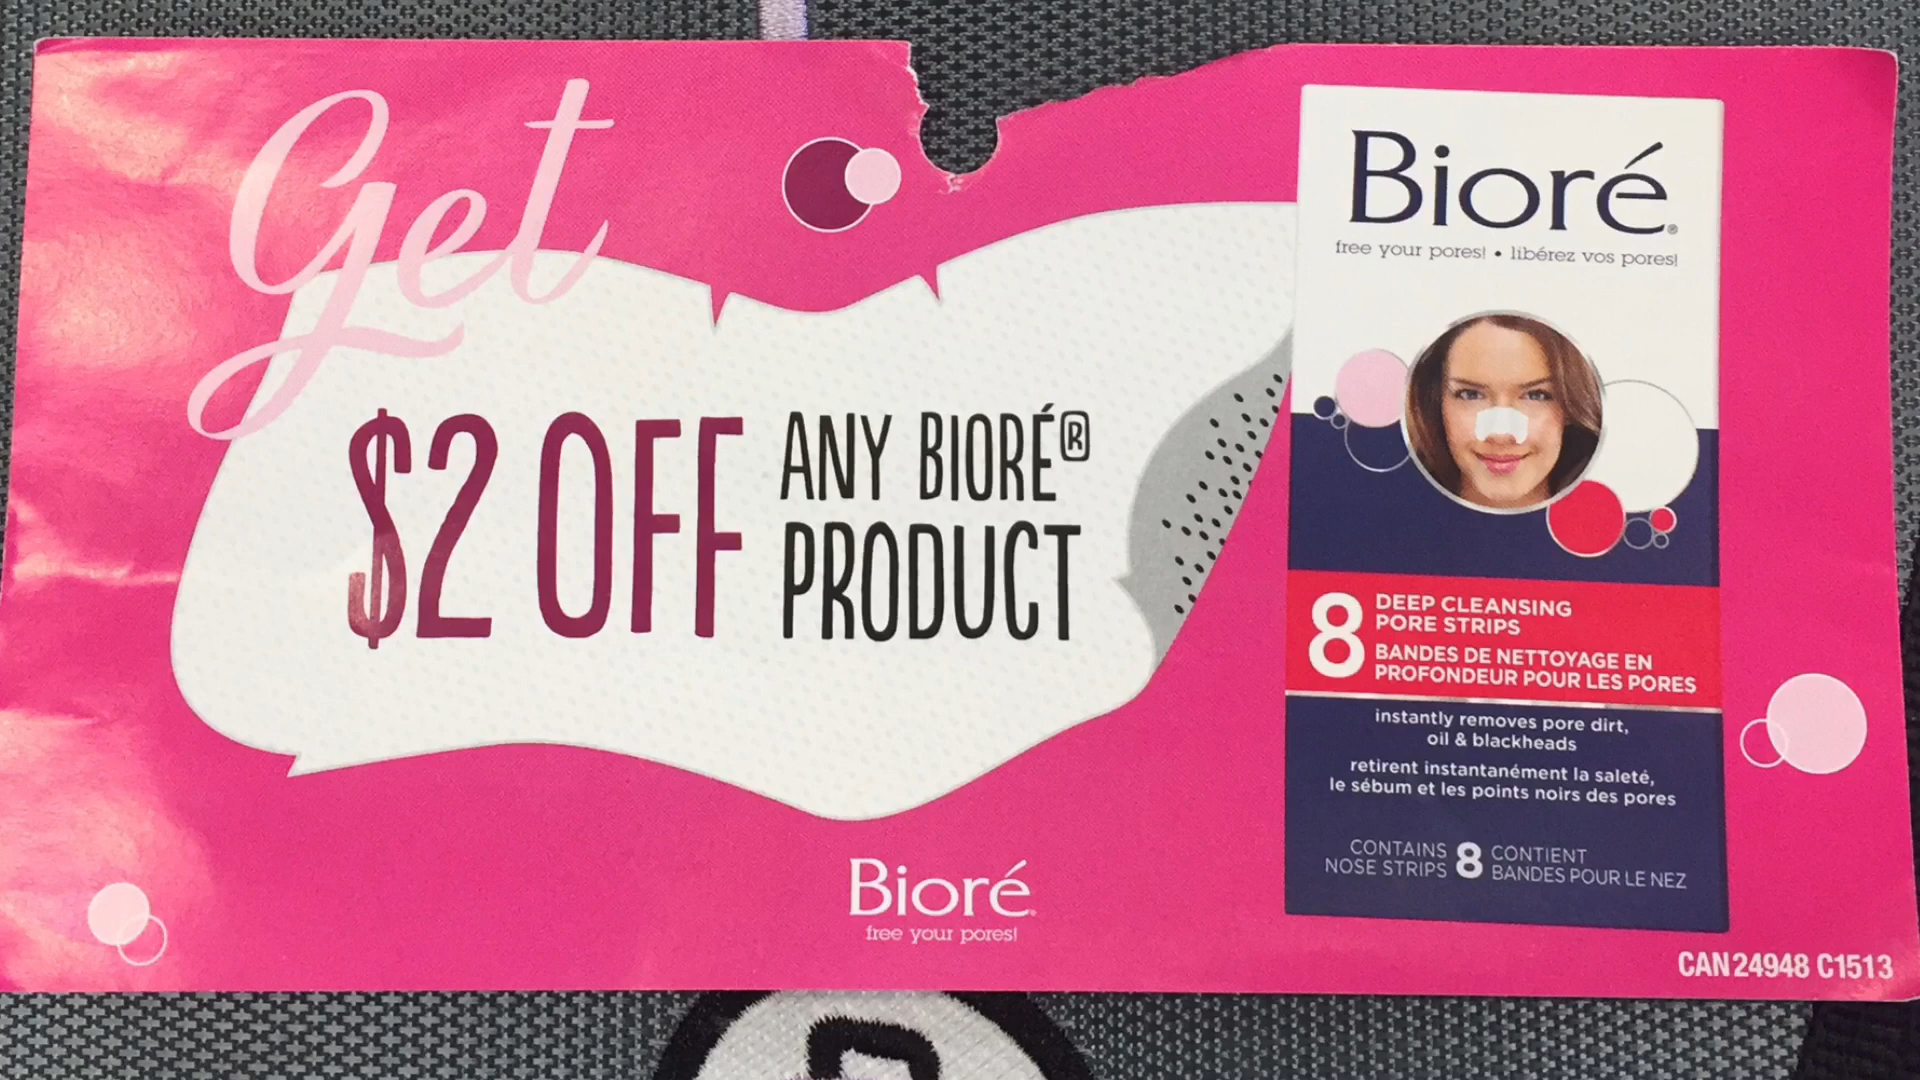 Get
$2 OFF ANY BIORÉ®
PRODUCT
Bioré
free your pores!
Bioré®
free your pores! • libérez vos pores!
8 DEEP CLEANSING
PORE STRIPS
BANDES DE NETTOYAGE EN
PROFONDEUR POUR LES PORES
instantly removes pore dirt,
oil & blackheads
retirent instantanément la saleté,
le sébum et les points noirs des pores
CONTAINS 8 CONTIENT
NOSE STRIPS BANDES POUR LE NEZ
CAN 24948 C1513